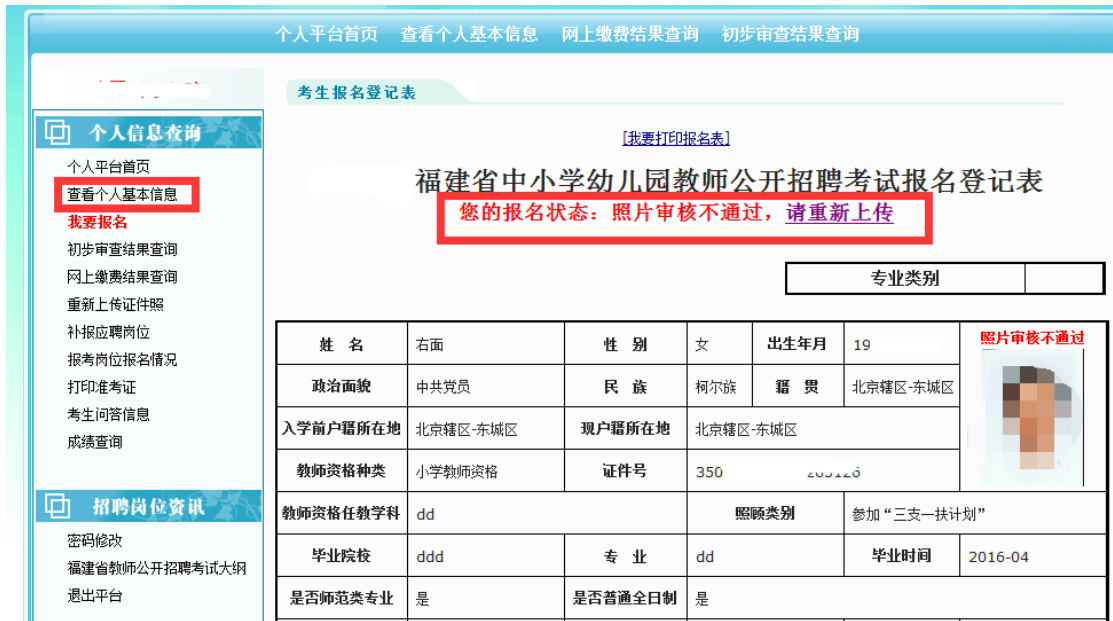 个人平台首页 查看个人基本信息 网上缴费结果查询 初步审查结果查询
考生报名登记表
个人信息查询
个人平台首页
查看个人基本信息
我要报名
初步审查结果查询
网上缴费结果查询
重新上传证件照
补报应聘岗位
报考岗位报名情况
打印准考证
考生问答信息
成绩查询
招聘岗位资讯
密码修改
福建省教师公开招聘考试大纲
退出平台
[我要打印报名表]
福建省中小学幼儿园教师公开招聘考试报名登记表
您的报名状态：照片审核不通过，请重新上传
专业类别
姓 名 右面 性 别 女 出生年月 19 照片审核不通过
政治面貌 中共党员 民 族 柯尔族 籍 贯 北京辖区-东城区
入学前户籍所在地 北京辖区-东城区 现户籍所在地 北京辖区-东城区
教师资格种类 小学教师资格 证件号 350
教师资格任教学科 dd 照顾类别 参加“三支一扶计划”
毕业院校 ddd 专 业 dd 毕业时间 2016-04
是否师范类专业 是 是否普通全日制 是